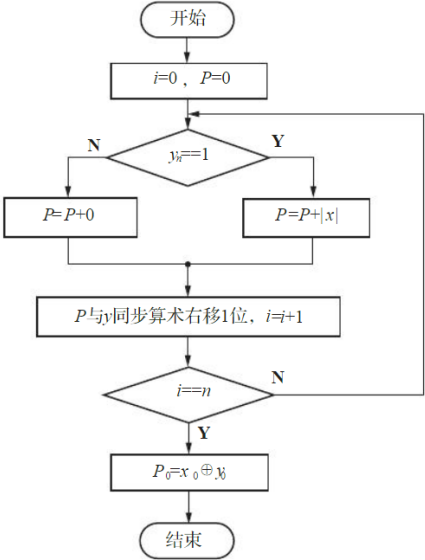 开始
i=0，P=0
yn==1
N
Y
P=P+0
P=P+|x|
P与y同步算术右移1位，i=i+1
i==n
N
Y
P0=x0⊕y0
结束